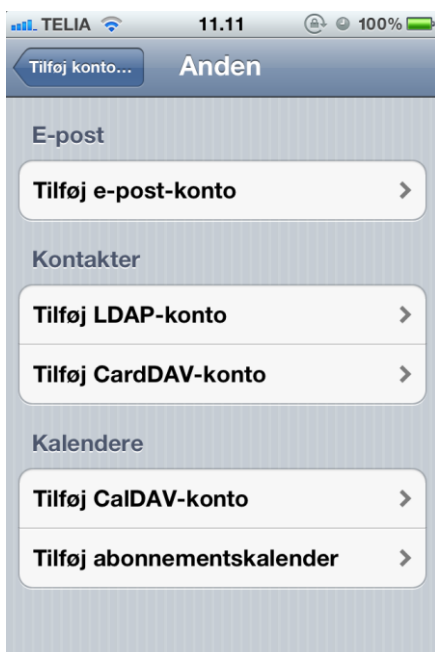 TELIA 11.11 100%
Tilføj konto... Anden
E-post
Tilføj e-post-konto
Kontakter
Tilføj LDAP-konto
Tilføj CardDAV-konto
Kalendere
Tilføj CalDAV-konto
Tilføj abonnementskalender